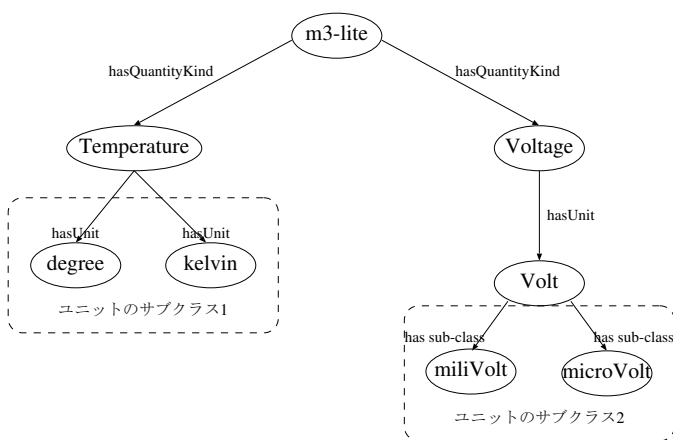 m3-lite
hasQuantityKind
hasQuantityKind
Temperature
Voltage
hasUnit
hasUnit
hasUnit
degree
kelvin
Volt
ユニットのサブクラス1
has sub-class
has sub-class
miliVolt
microVolt
ユニットのサブクラス2